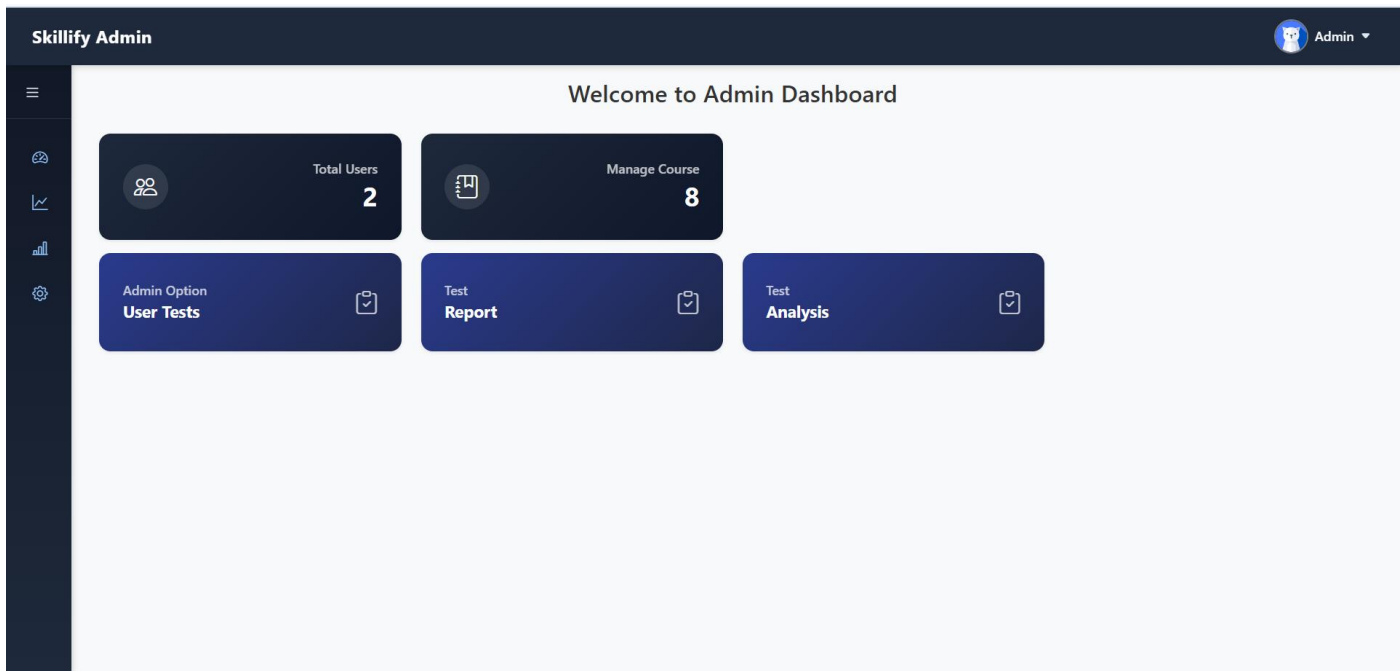 Skillify Admin
Admin
Welcome to Admin Dashboard
Total Users
2
Manage Course
8
Admin Option
User Tests
Test
Report
Test
Analysis